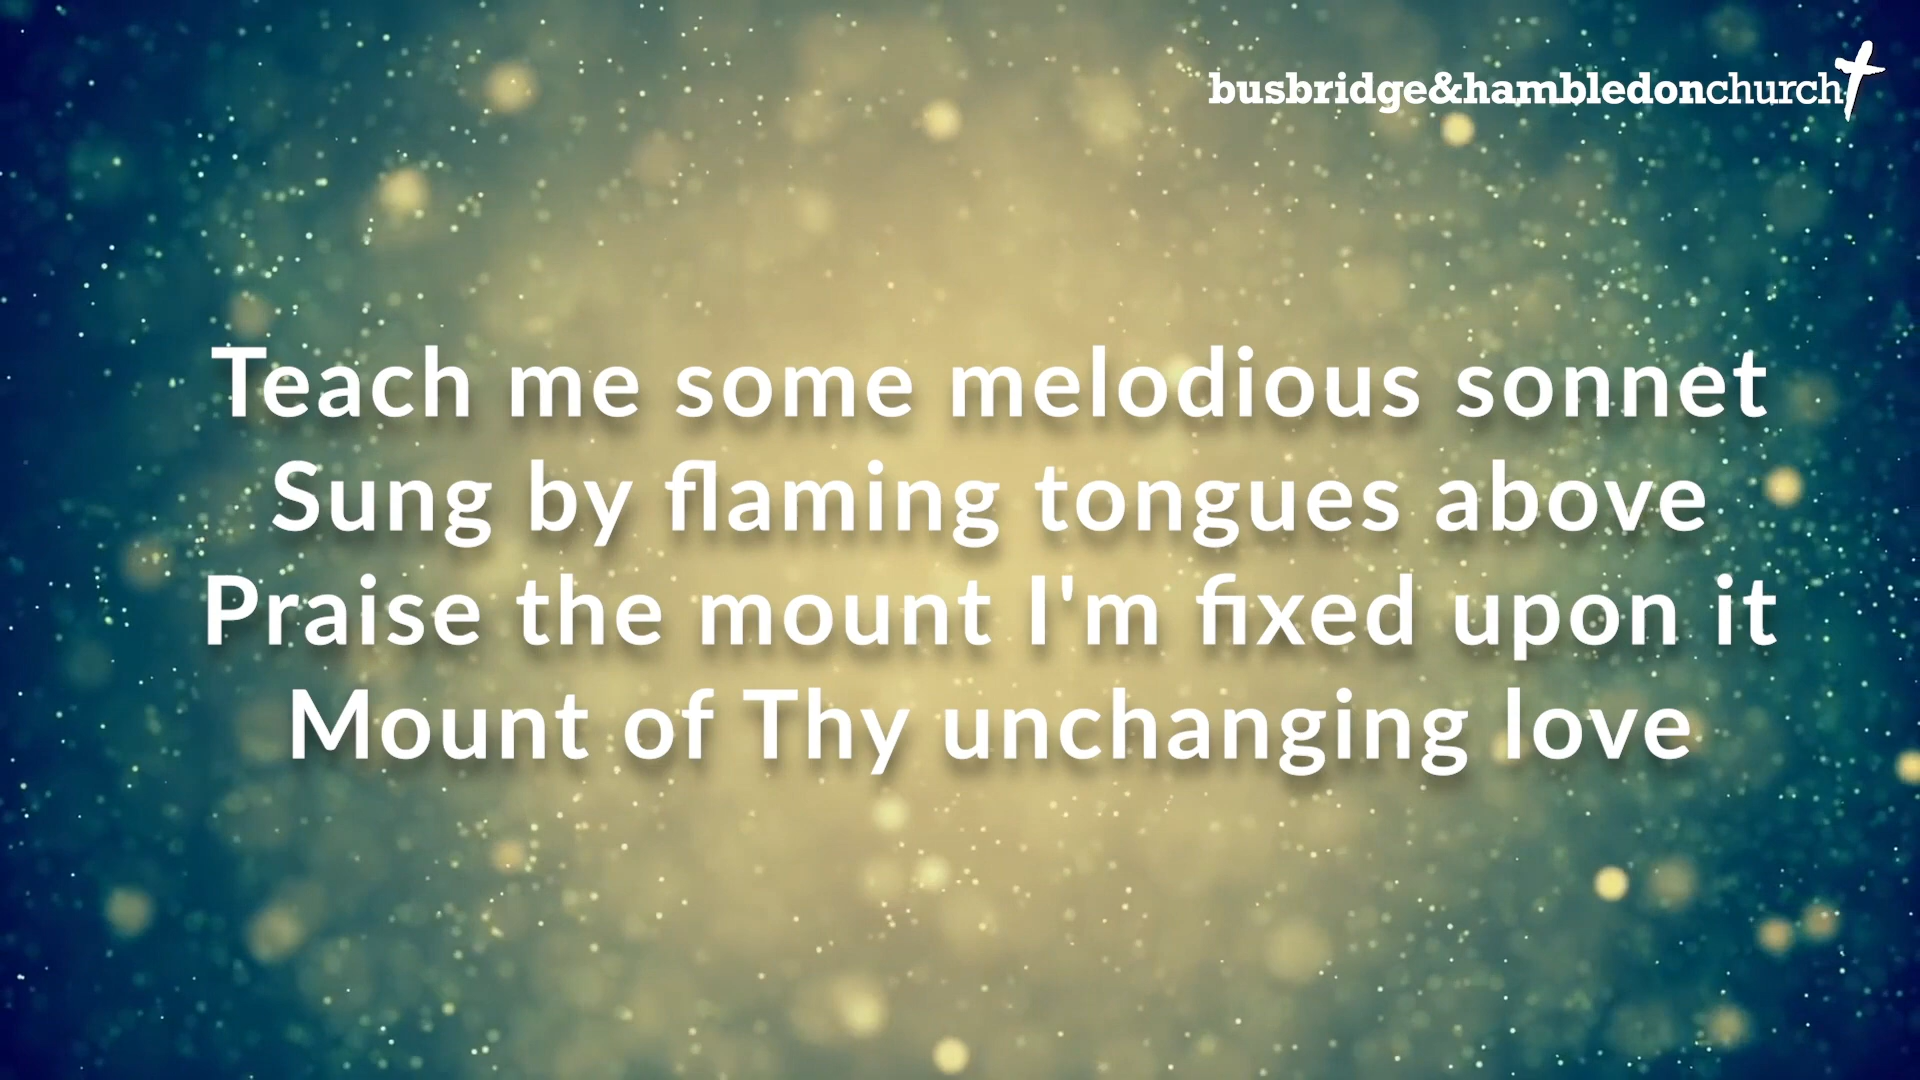 busbridge&hambledonchurch
Teach me some melodious sonnet
Sung by flaming tongues above
Praise the mount I'm fixed upon it
Mount of Thy unchanging love